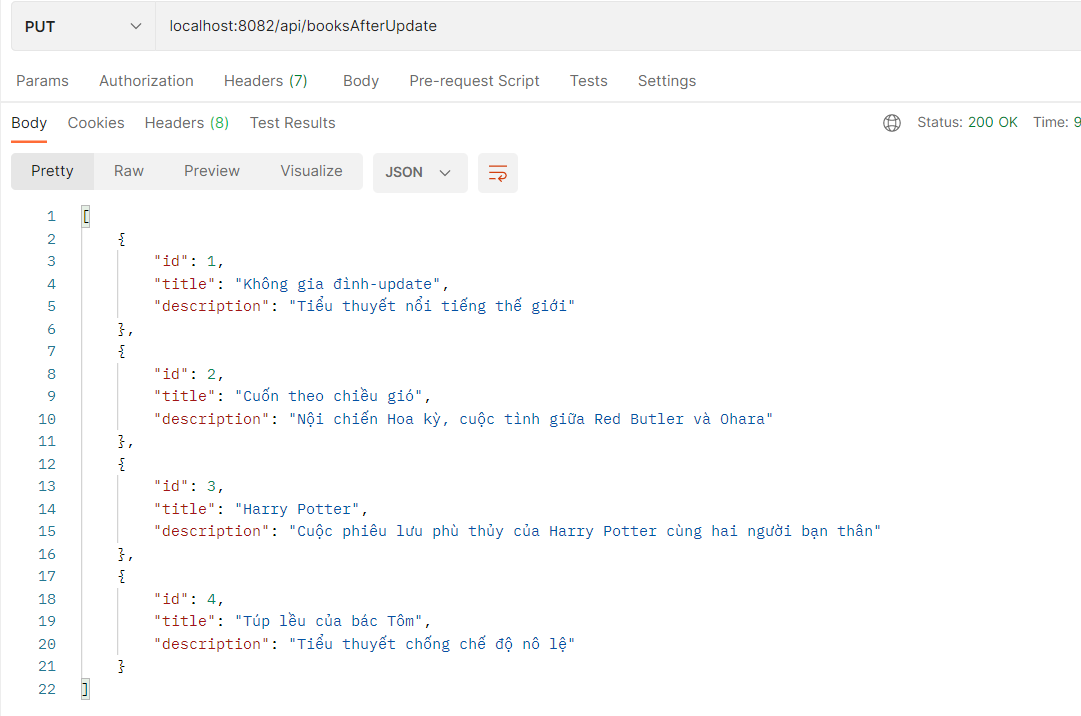 PUT localhost:8082/api/booksAfterUpdate
Params Authorization Headers (7) Body Pre-request Script Tests Settings
Body Cookies Headers (8) Test Results Status: 200 OK Time: 9
Pretty Raw Preview Visualize JSON
1 [
2 {
3 "id": 1,
4 "title": "Không gia đình-update",
5 "description": "Tiểu thuyết nổi tiếng thế giới"
6 },
7 {
8 "id": 2,
9 "title": "Cuốn theo chiều gió",
10 "description": "Nội chiến Hoa kỳ, cuộc tình giữa Red Butler và Ohara"
11 },
12 {
13 "id": 3,
14 "title": "Harry Potter",
15 "description": "Cuộc phiêu lưu phù thủy của Harry Potter cùng hai người bạn thân"
16 },
17 {
18 "id": 4,
19 "title": "Túp lều của bác Tôm",
20 "description": "Tiểu thuyết chống chế độ nô lệ"
21 }
22 ]